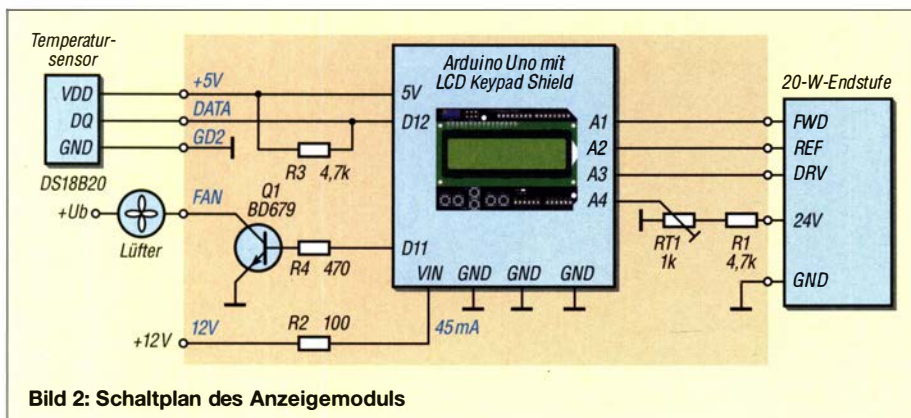 Temperatur-
sensor
VDD
DQ
GND
DS18B20
+5V
DATA
GD2
R3 4,7k
+Ub
Lüfter
FAN
Q1
BD679
R4 470
+12V
12V
R2 100
45mA
Arduino Uno mit
LCD Keypad Shield
5V
D12
D11
VIN GND GND GND
A1
A2
A3
A4
RT1
1k
R1
4,7k
20-W-Endstufe
FWD
REF
DRV
24V
GND
Bild 2: Schaltplan des Anzeigemoduls